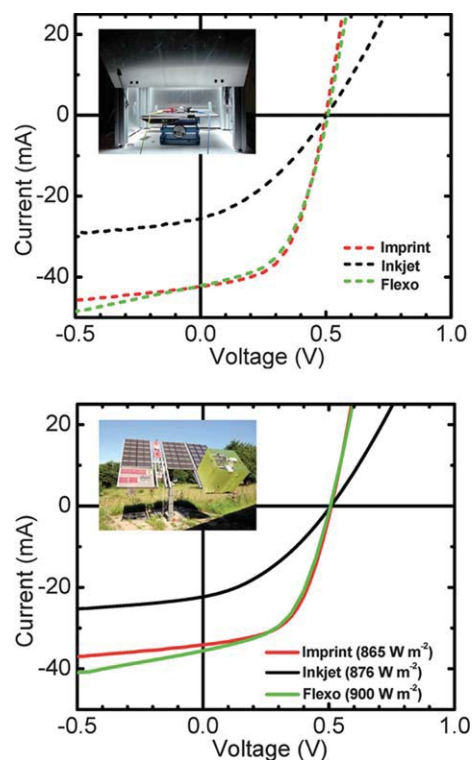 20
0
-20
-40
Current (mA)
Imprint
Inkjet
Flexo
-0.5 0.0 0.5 1.0
Voltage (V)
20
0
-20
-40
-60
Current (mA)
Imprint (865 W m⁻²)
Inkjet (876 W m⁻²)
Flexo (900 W m⁻²)
-0.5 0.0 0.5 1.0
Voltage (V)